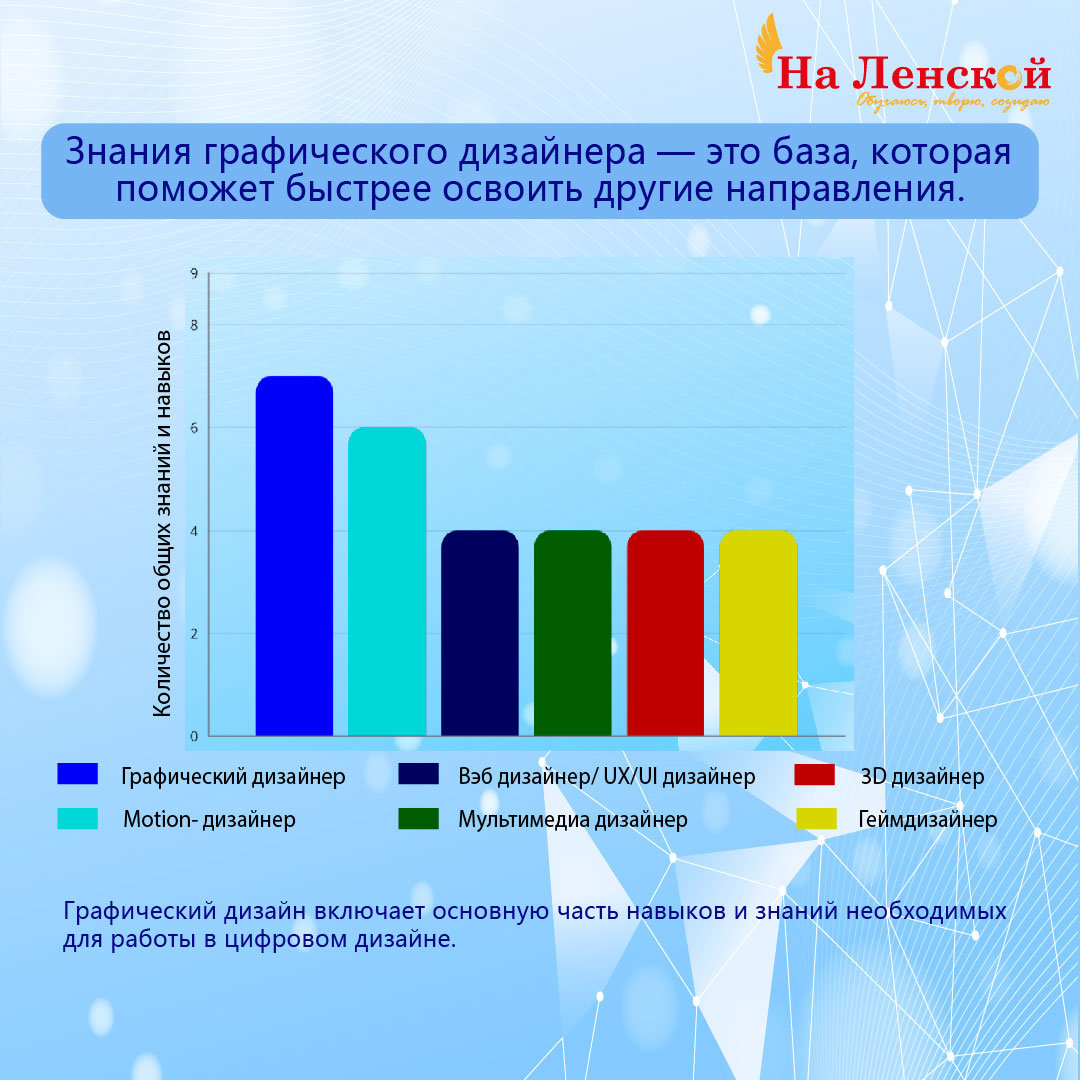 На Ленской
Обучаюсь, творю, созидаю
Знания графического дизайнера — это база, которая
поможет быстрее освоить другие направления.
Количество общих знаний и навыков
9
8
6
4
2
0
Графический дизайнер
Вэб дизайнер/ UX/UI дизайнер
3D дизайнер
Motion- дизайнер
Мультимедиа дизайнер
Геймдизайнер
Графический дизайн включает основную часть навыков и знаний необходимых
для работы в цифровом дизайне.